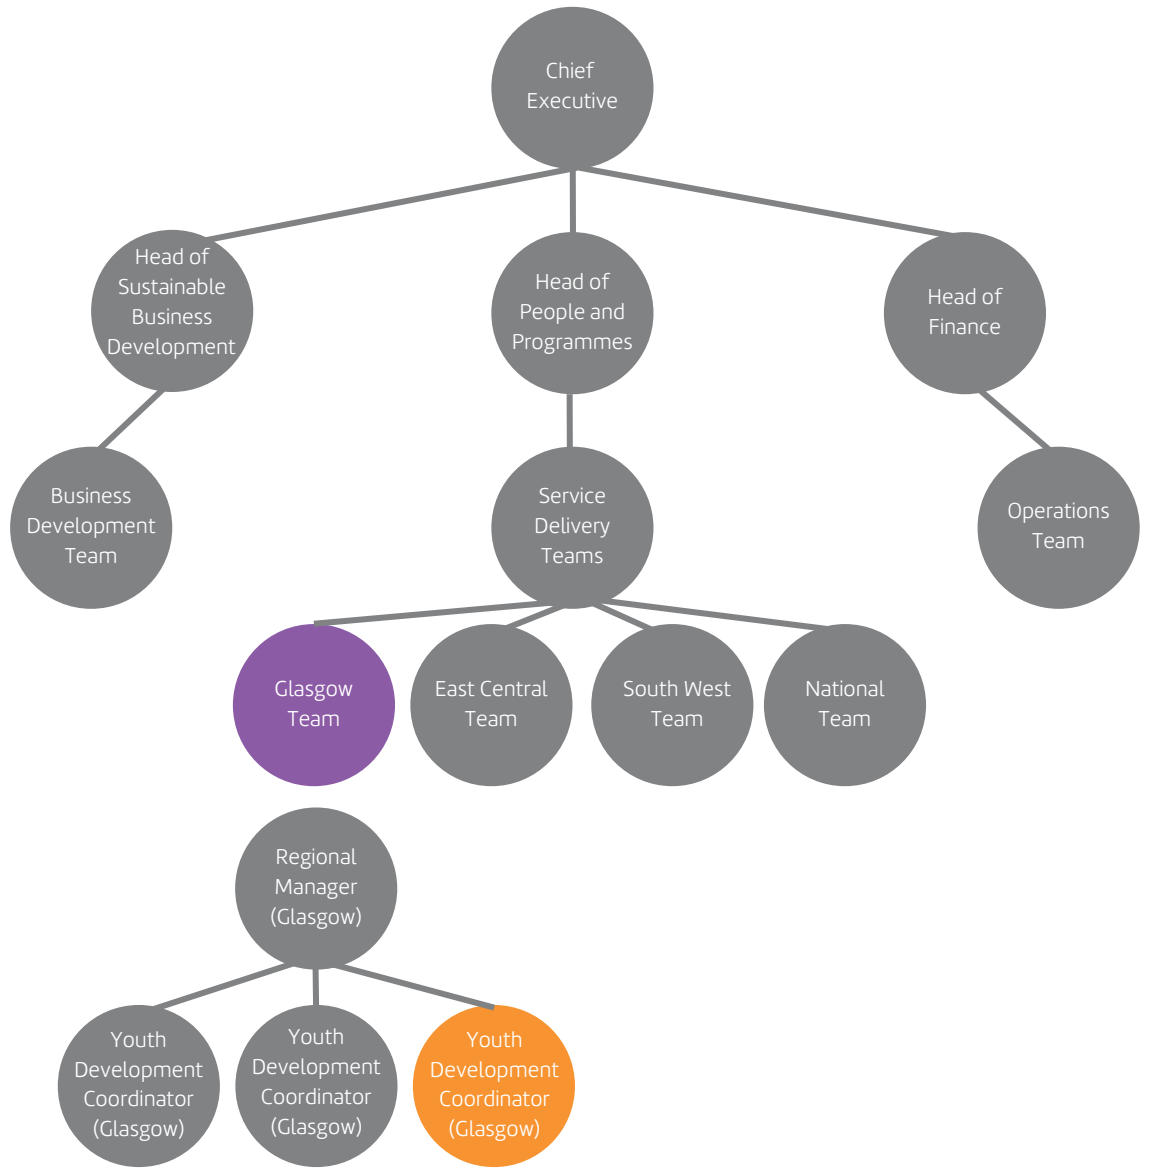 Chief
Executive
Head of
Sustainable
Business
Development
Head of
People and
Programmes
Head of
Finance
Business
Development
Team
Service
Delivery
Teams
Operations
Team
Glasgow
Team
East Central
Team
South West
Team
National
Team
Regional
Manager
(Glasgow)
Youth
Development
Coordinator
(Glasgow)
Youth
Development
Coordinator
(Glasgow)
Youth
Development
Coordinator
(Glasgow)